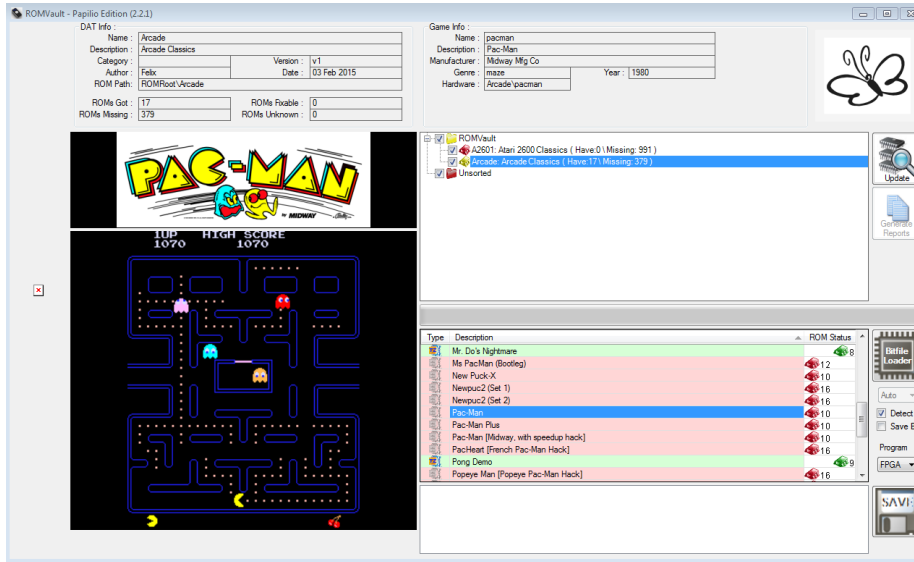 ROMVault - Papilio Edition (2.2.1)
DAT Info :
Name : Arcade
Description : Arcade Classics
Category : Version : v1
Author : Felix Date : 03 Feb 2015
ROM Path: ROMRoot\Arcade
ROMs Got : 17 ROMs Fixable : 0
ROMs Missing : 379 ROMs Unknown : 0
Game Info :
Name : pacman
Description : Pac-Man
Manufacturer : Midway Mfg Co
Genre : maze Year : 1980
Hardware : Arcade\pacman
PAC-MAN
by MIDWAY
1UP HIGH SCORE
1070 1070
ROMVault
A2601: Atari 2600 Classics ( Have:0 \ Missing: 991 )
Arcade: Arcade Classics ( Have:17 \ Missing: 379 )
Unsorted
Update
Generate
Reports
Type Description ROM Status
Mr. Do's Nightmare 8
Ms PacMan (Bootleg) 12
New Puck-X 10
Newpuc2 (Set 1) 16
Newpuc2 (Set 2) 16
Pac-Man 10
Pac-Man Plus 10
Pac-Man [Midway, with speedup hack] 10
PacHeart [French Pac-Man Hack] 16
Pong Demo 9
Popeye Man [Popeye Pac-Man Hack] 16
Bitfile
Loader
Auto
Detect
Save B
Program
FPGA
SAVE